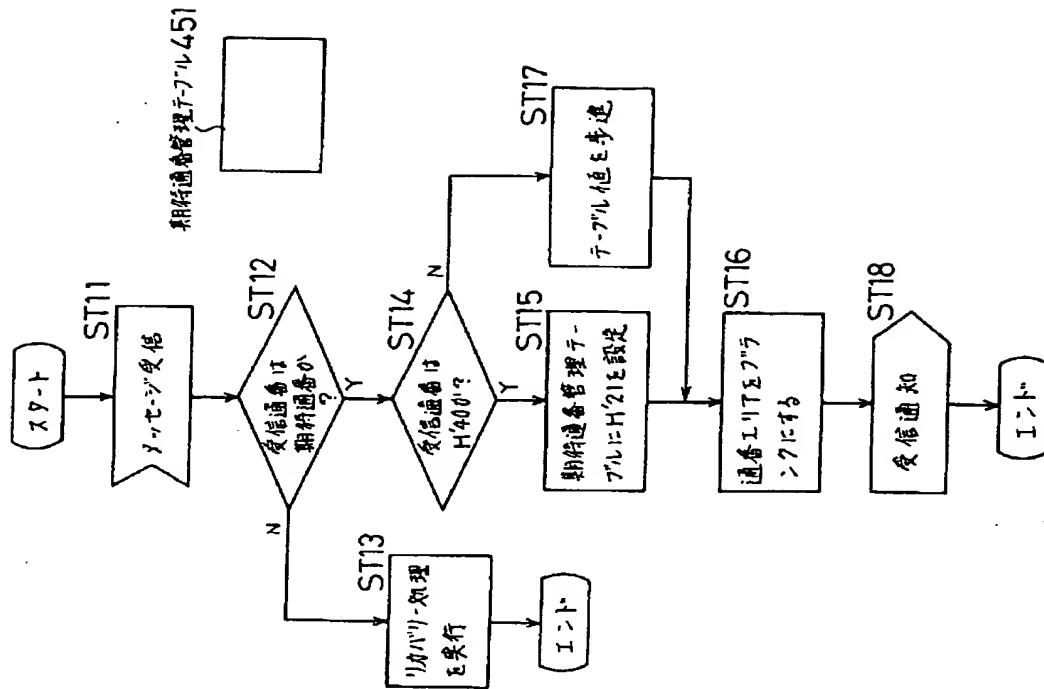 スタート
ST11
メッセージ受信
期待通番管理テーブル451
ST12
受信通番は
期待通番か
?
N
Y
ST13
リカバリー処理
を実行
エンド
ST14
受信通番は
H'40か?
N
Y
ST15
期待通番管理テー
ブルにH'21を設定
ST17
テーブル値を歩進
ST16
通番エリアをブラ
ンクにする
ST18
受信通知
エンド